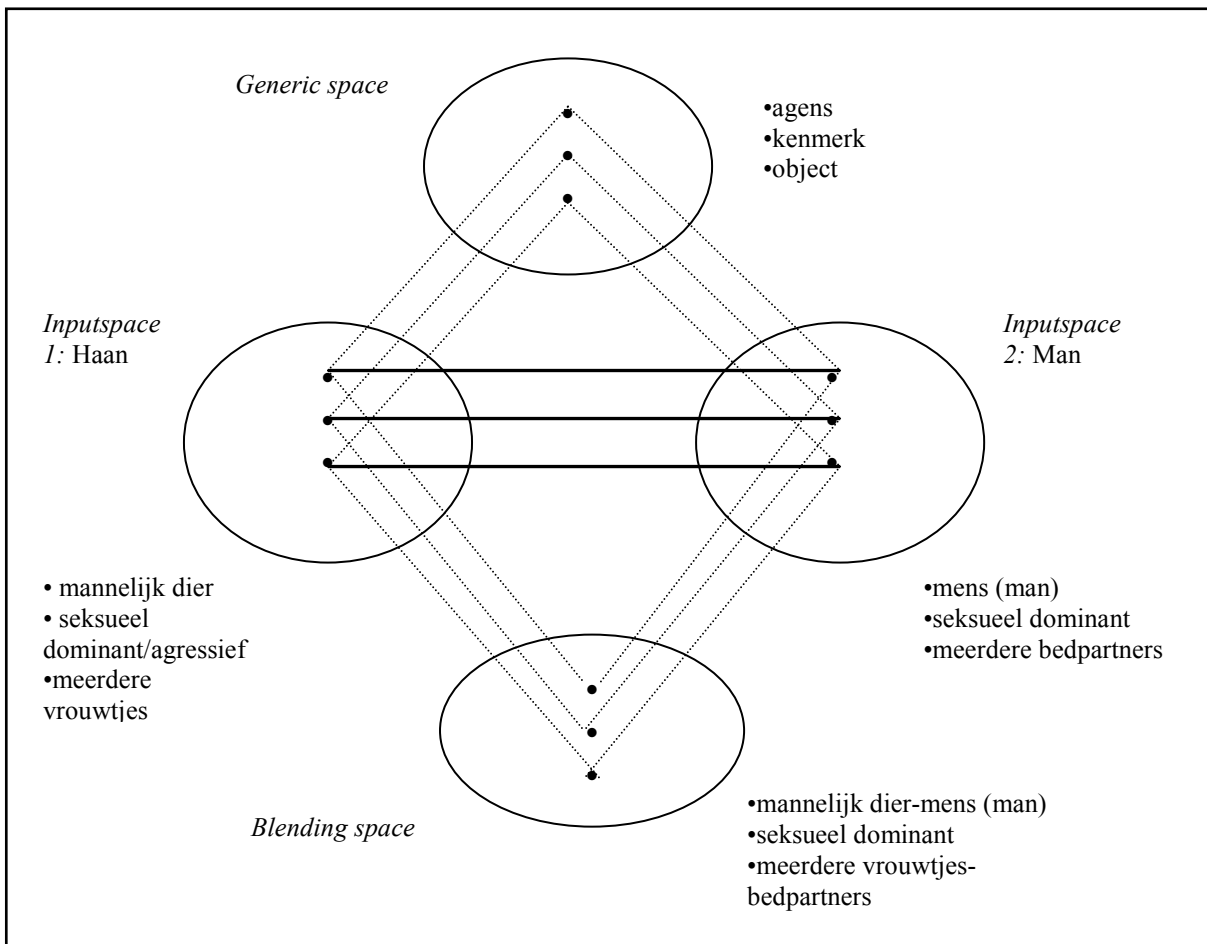 Generic space
•agens
•kenmerk
•object
Inputspace
1: Haan
Inputspace
2: Man
• mannelijk dier
• seksueel
dominant/agressief
•meerdere
vrouwtjes
•mens (man)
•seksueel dominant
•meerdere bedpartners
Blending space
•mannelijk dier-mens (man)
•seksueel dominant
•meerdere vrouwtjes-
bedpartners